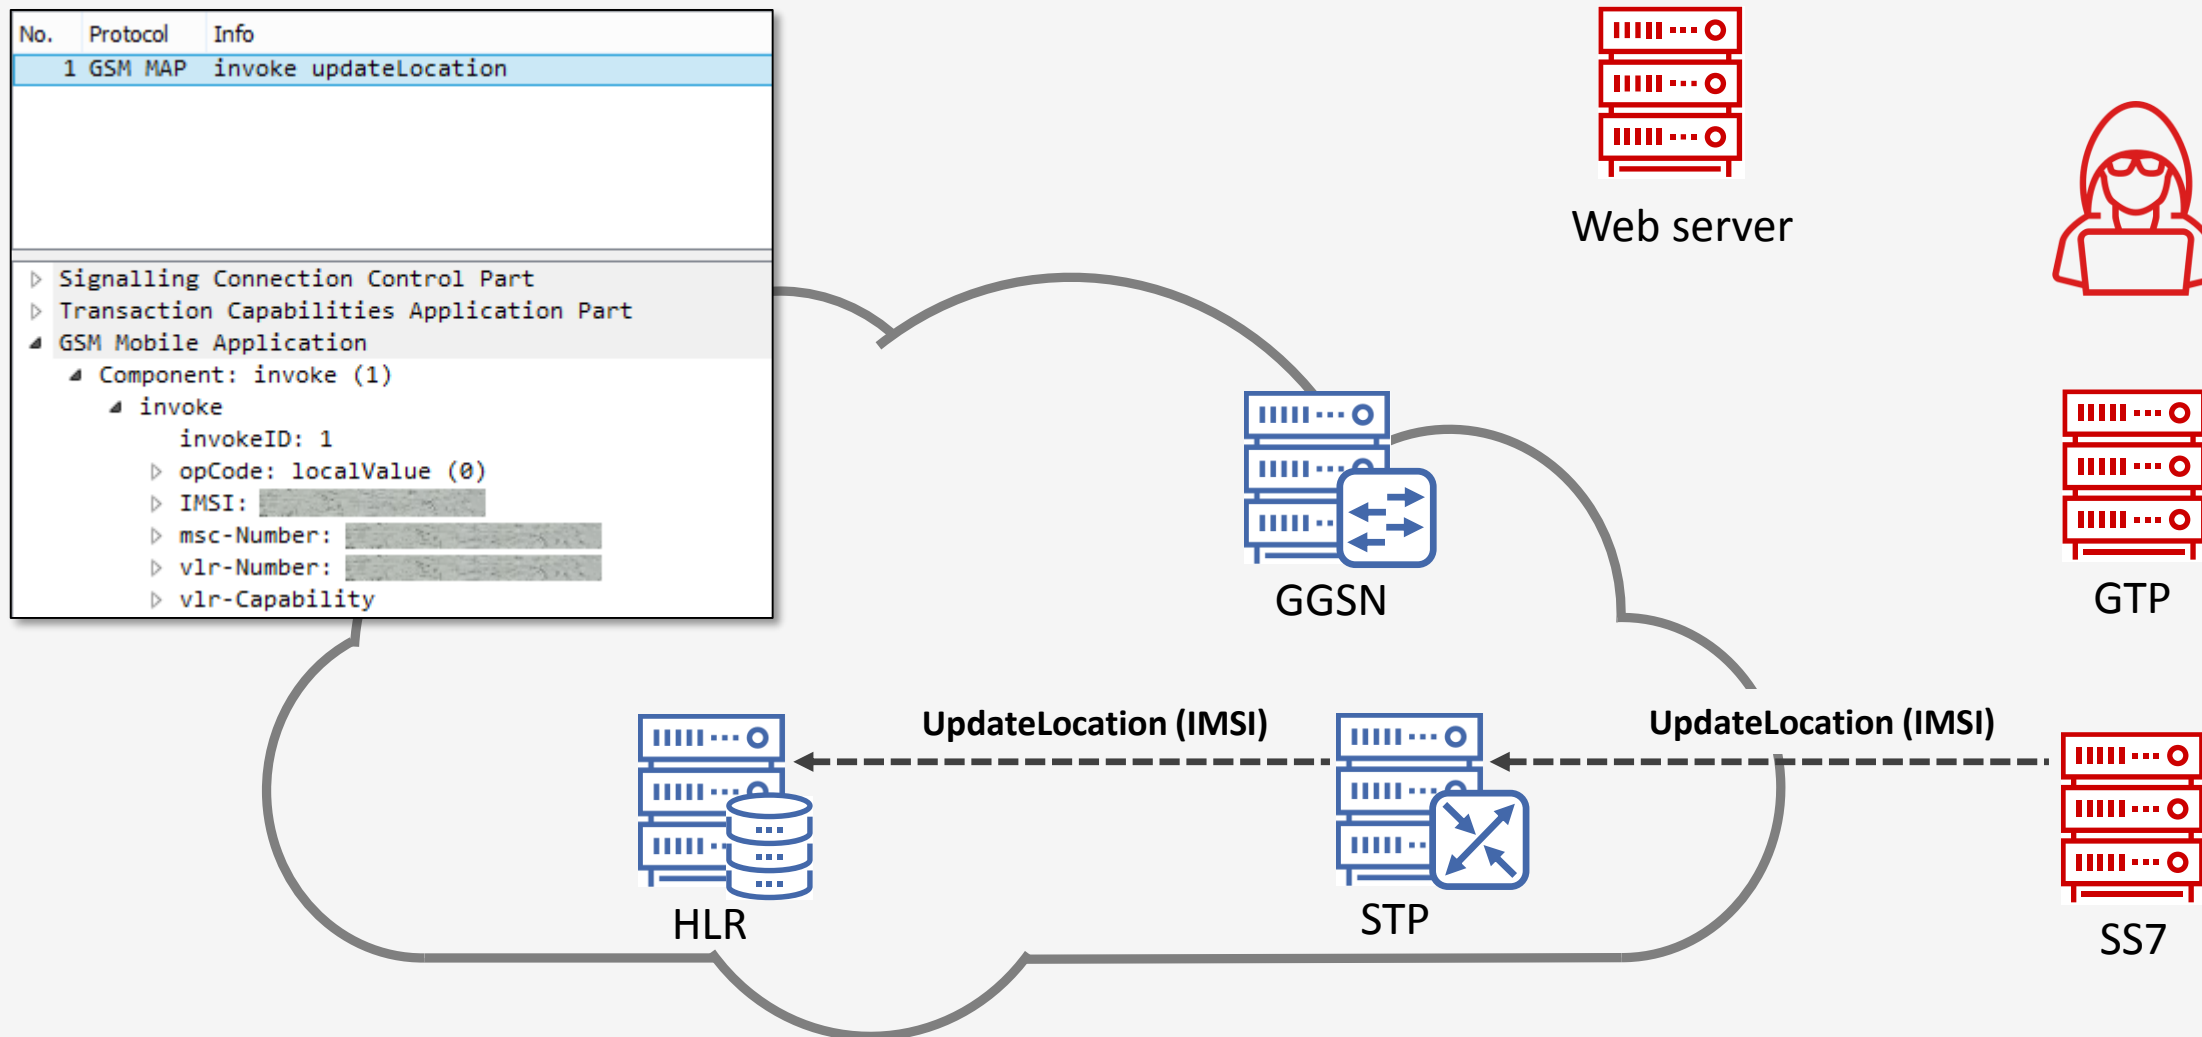 No. Protocol Info
1 GSM MAP invoke updateLocation
Signalling Connection Control Part
Transaction Capabilities Application Part
GSM Mobile Application
Component: invoke (1)
invoke
invokeID: 1
opCode: localValue (0)
IMSI:
msc-Number:
vlr-Number:
vlr-Capability
Web server
GGSN
GTP
UpdateLocation (IMSI)
UpdateLocation (IMSI)
HLR
STP
SS7